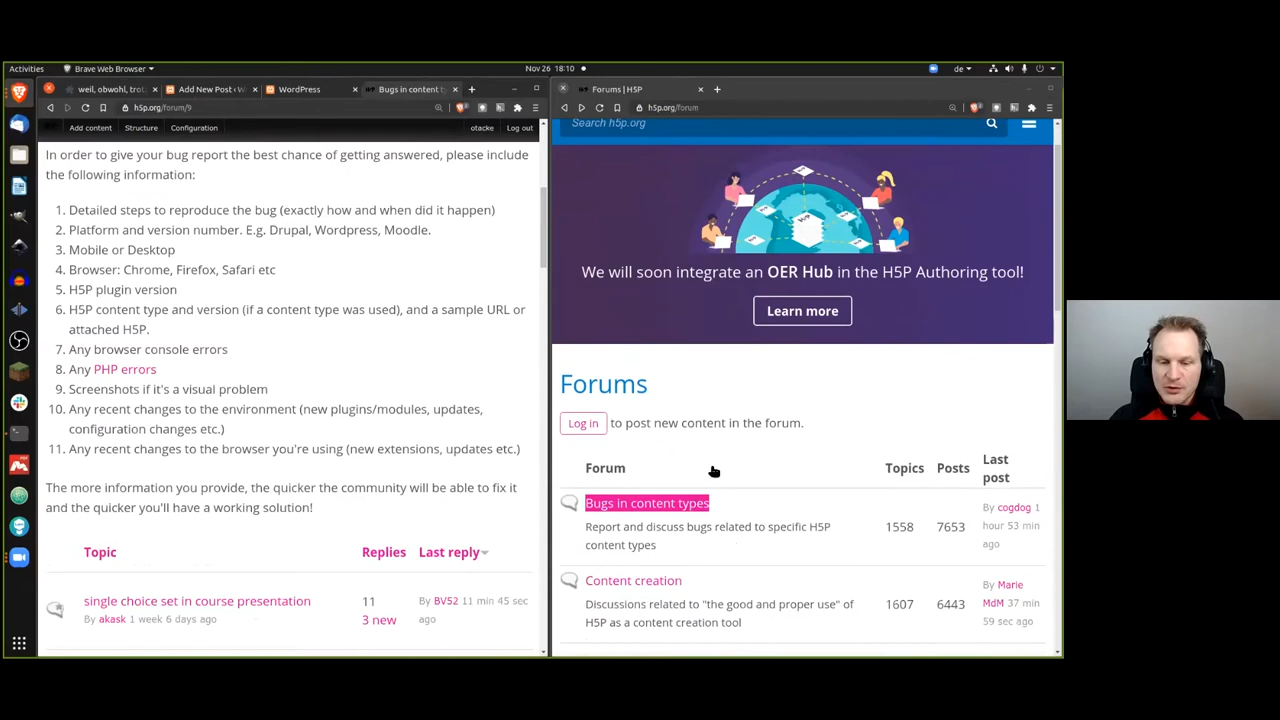 Activities
Brave Web Browser
Nov 26 18:10
de
weil, obwohl, trot
Add New Post
WordPress
Bugs in content t
h5p.org/forum/9
Add content
Structure
Configuration
otacke
Log out
In order to give your bug report the best chance of getting answered, please include
the following information:
1. Detailed steps to reproduce the bug (exactly how and when did it happen)
2. Platform and version number. E.g. Drupal, Wordpress, Moodle.
3. Mobile or Desktop
4. Browser: Chrome, Firefox, Safari etc
5. H5P plugin version
6. H5P content type and version (if a content type was used), and a sample URL or
attached H5P.
7. Any browser console errors
8. Any PHP errors
9. Screenshots if it's a visual problem
10. Any recent changes to the environment (new plugins/modules, updates,
configuration changes etc.)
11. Any recent changes to the browser you're using (new extensions, updates etc.)
The more information you provide, the quicker the community will be able to fix it
and the quicker you'll have a working solution!
Topic
Replies
Last reply
single choice set in course presentation
By akask 1 week 6 days ago
11
3 new
By BV52 11 min 45 sec
ago
Forums | H5P
h5p.org/forum
Search h5p.org
H5P
We will soon integrate an OER Hub in the H5P Authoring tool!
Learn more
Forums
Log in to post new content in the forum.
Forum
Topics
Posts
Last
post
Bugs in content types
Report and discuss bugs related to specific H5P
content types
1558
7653
By cogdog 1
hour 53 min
ago
Content creation
Discussions related to "the good and proper use" of
H5P as a content creation tool
1607
6443
By Marie
MdM 37 min
59 sec ago